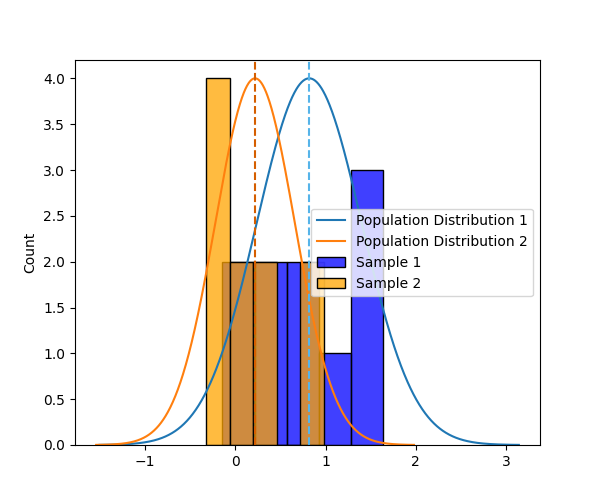 4.0
3.5
3.0
2.5
2.0
1.5
1.0
0.5
0.0
Count
Population Distribution 1
Population Distribution 2
Sample 1
Sample 2
−1 0 1 2 3